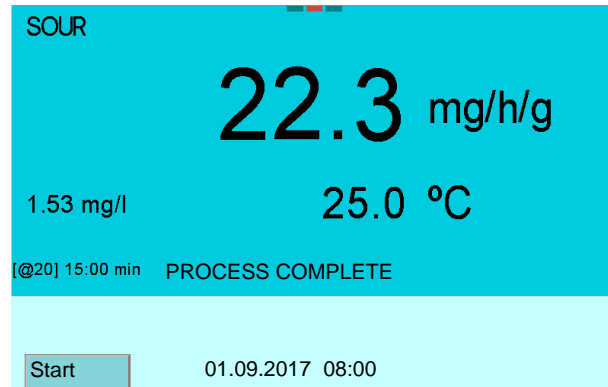 SOUR
22.3 mg/h/g
1.53 mg/l 25.0 ºC
[@20] 15:00 min PROCESS COMPLETE
Start 01.09.2017 08:00